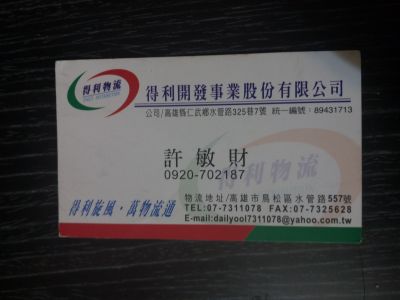 得利物流
得利開發事業股份有限公司
公司/高雄縣仁武鄉水管路325巷7號 統一編號:89431713
許敏財
0920-702187
得利物流
得利旋風·萬物流通
物流地址/高雄市鳥松區水管路557號
TEL:07-7311078 FAX:07-7325628
E-mail:dailyool7311078@yahoo.com.tw